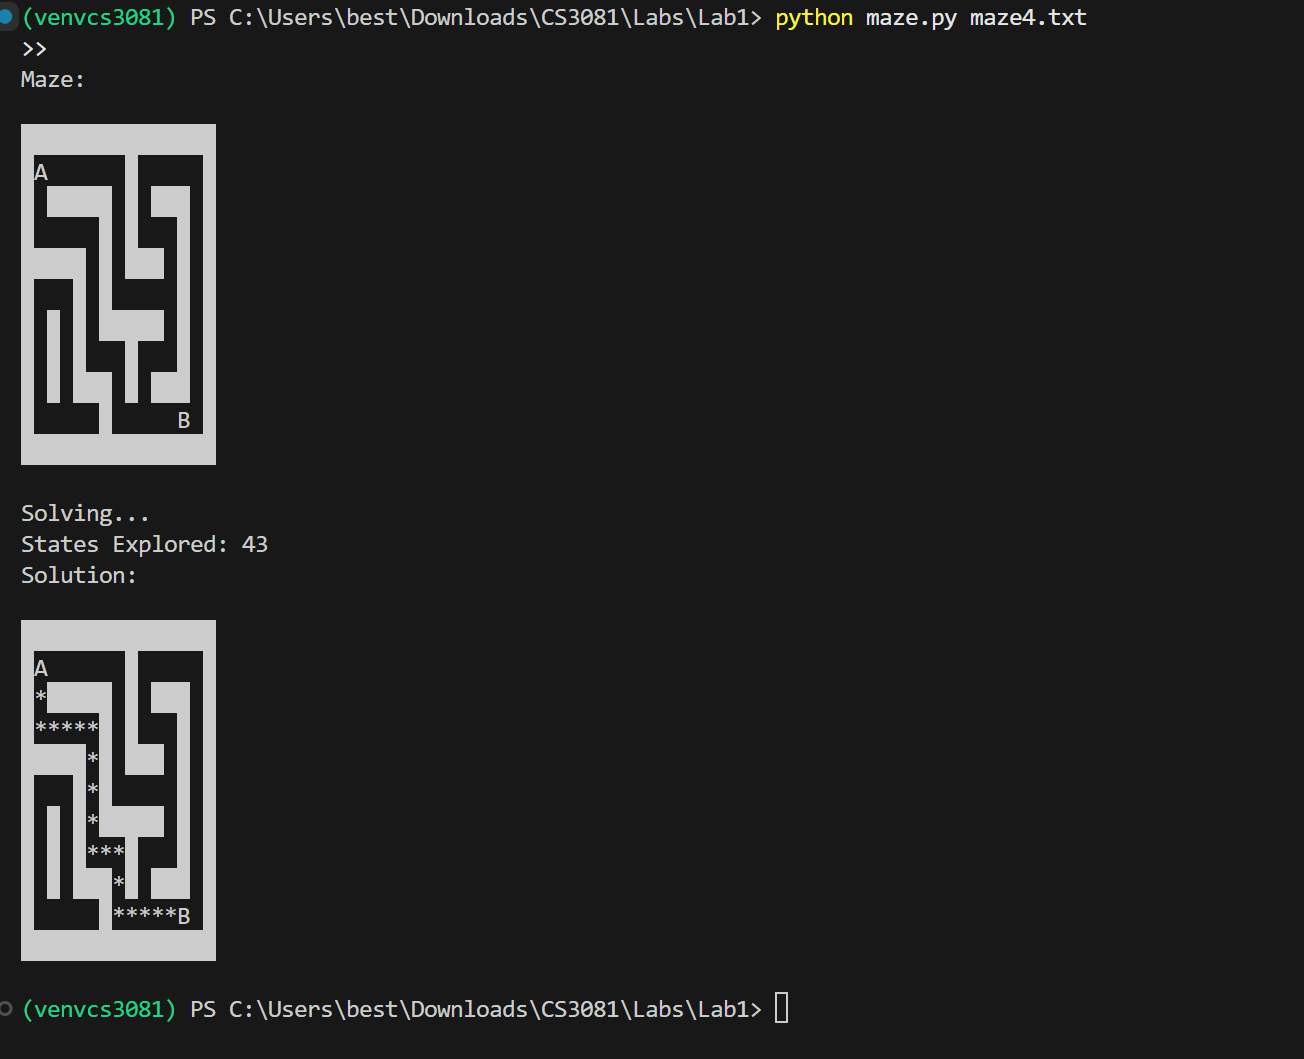 (venvcs3081) PS C:\Users\best\Downloads\CS3081\Labs\Lab1> python maze.py maze4.txt
>>
Maze:
A
B
Solving...
States Explored: 43
Solution:
A
*
*****
*
*
*
***
*
*****B
(venvcs3081) PS C:\Users\best\Downloads\CS3081\Labs\Lab1>